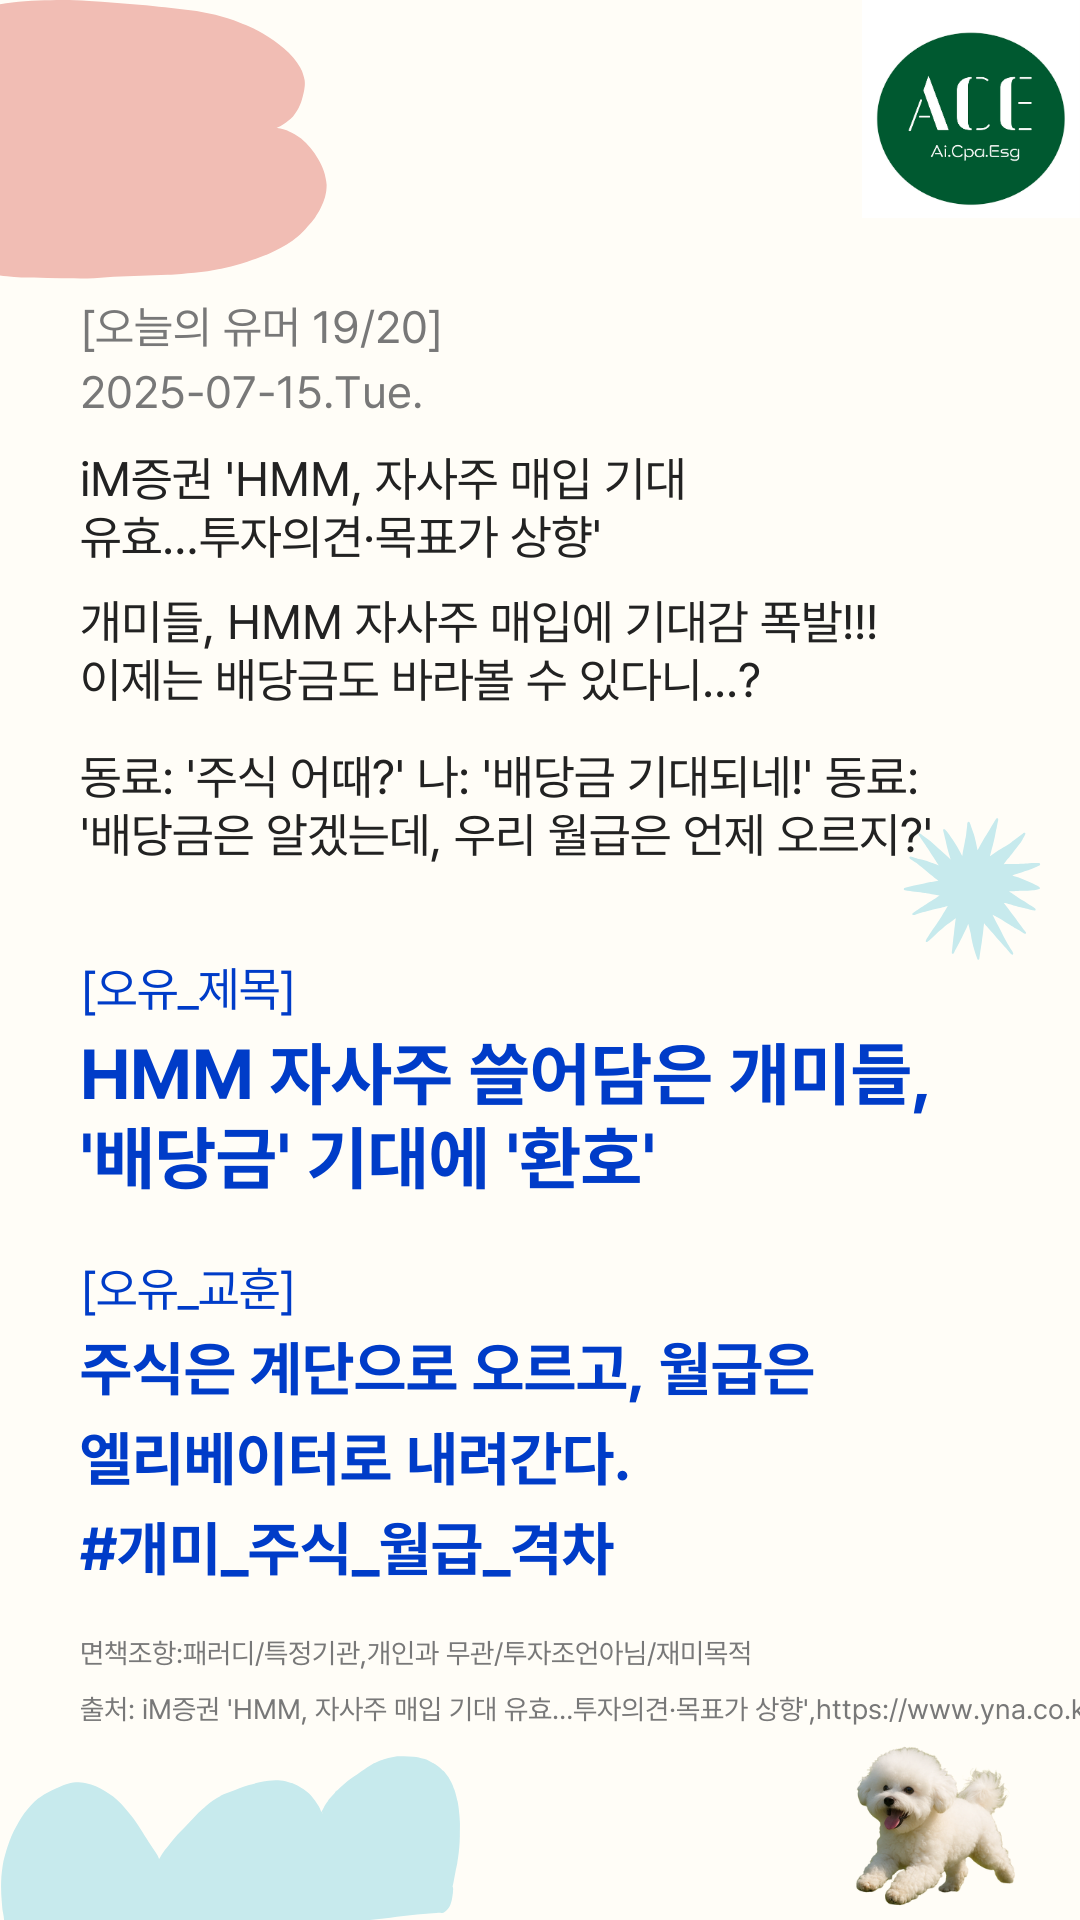 ACE
Ai.Cpa.Esg
[오늘의 유머 19/20]
2025-07-15.Tue.
iM증권 'HMM, 자사주 매입 기대
유효…투자의견·목표가 상향'
개미들, HMM 자사주 매입에 기대감 폭발!!!
이제는 배당금도 바라볼 수 있다니...?
동료: '주식 어때?' 나: '배당금 기대되네!' 동료:
'배당금은 알겠는데, 우리 월급은 언제 오르지?'
[오유_제목]
HMM 자사주 쓸어담은 개미들,
'배당금' 기대에 '환호'
[오유_교훈]
주식은 계단으로 오르고, 월급은
엘리베이터로 내려간다.
#개미_주식_월급_격차
면책조항:패러디/특정기관,개인과 무관/투자조언아님/재미목적
출처: iM증권 'HMM, 자사주 매입 기대 유효…투자의견·목표가 상향',https://www.yna.co.k